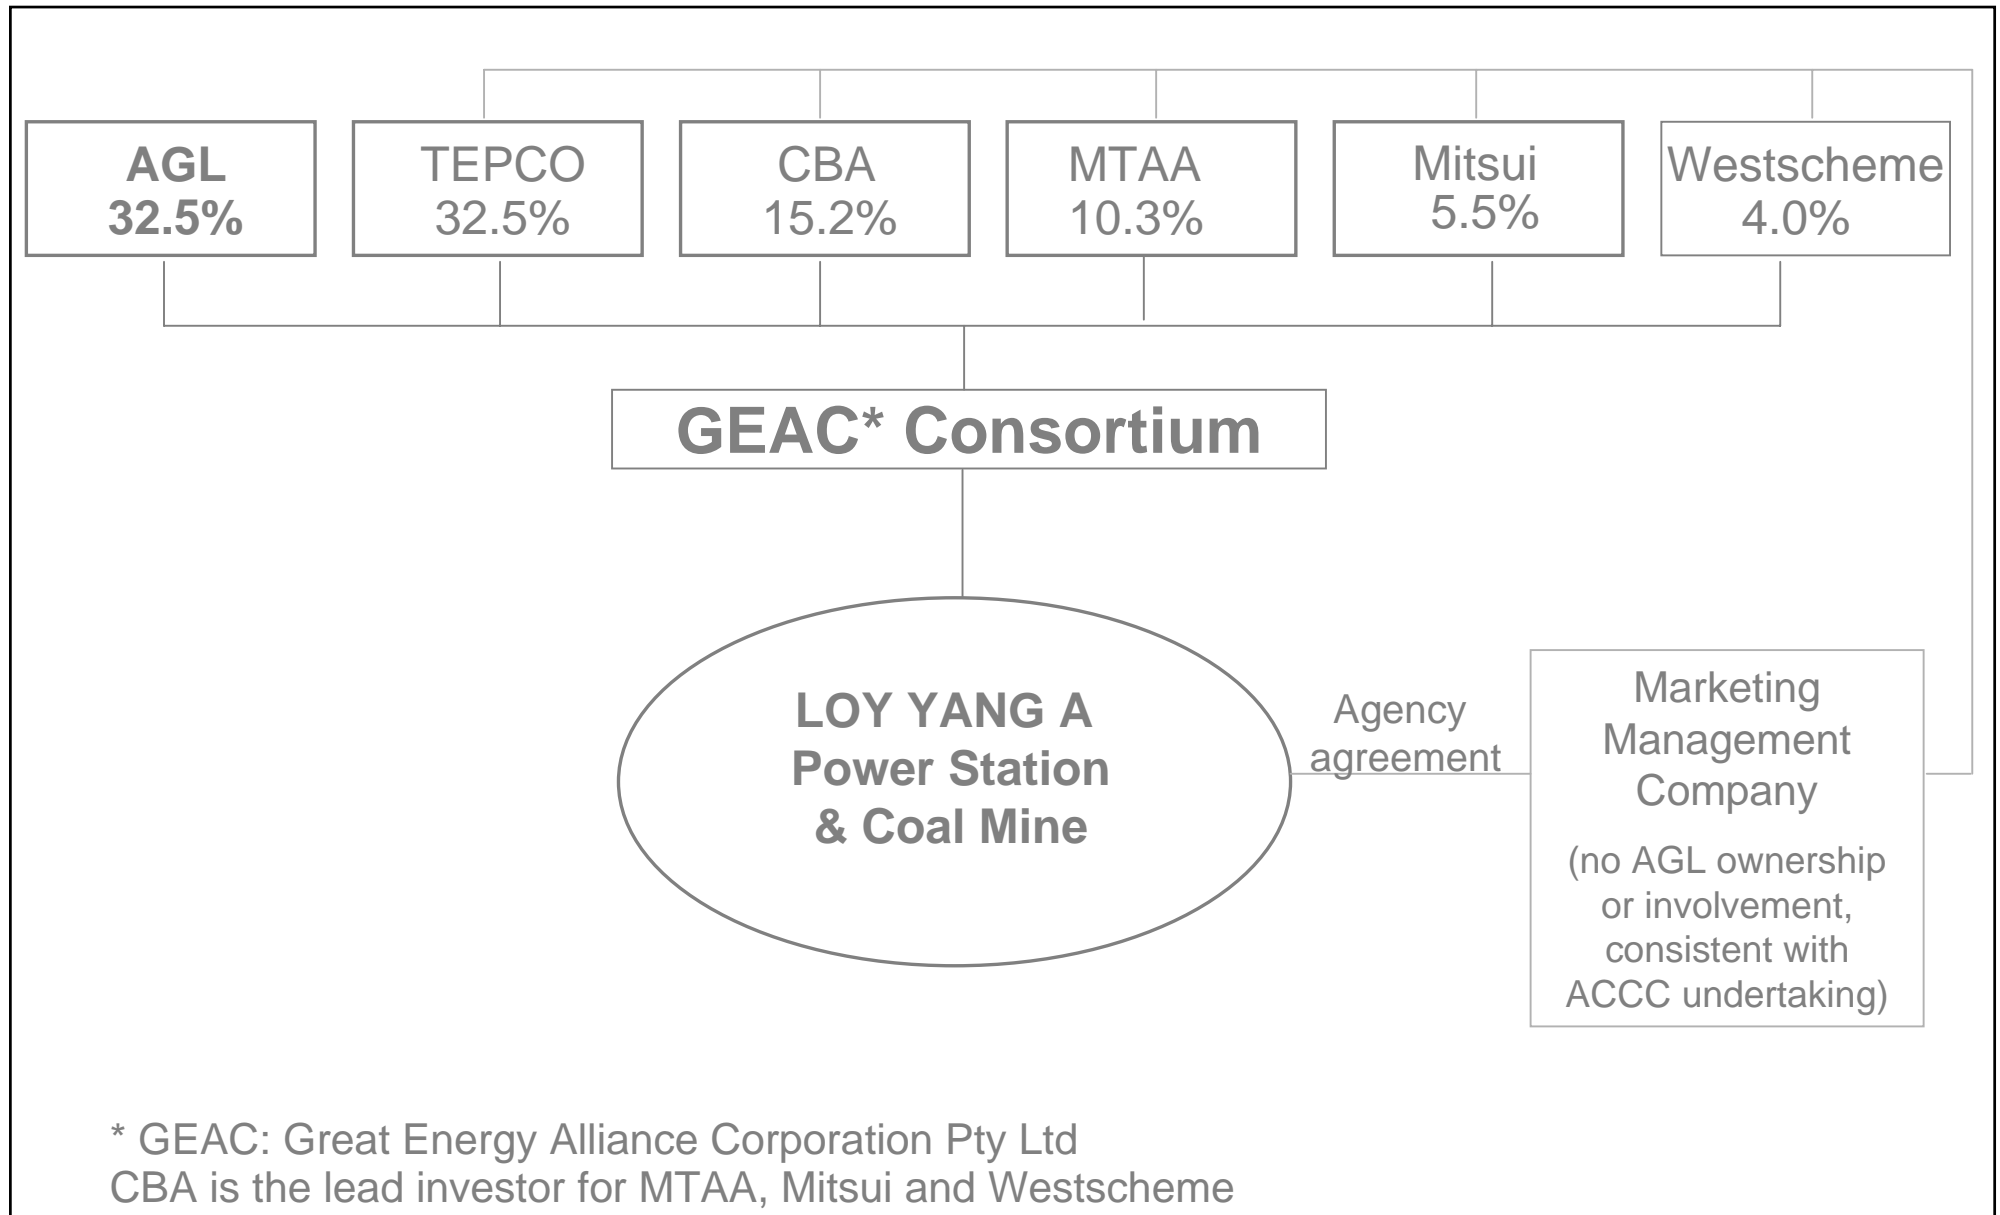 AGL
32.5%
TEPCO
32.5%
CBA
15.2%
MTAA
10.3%
Mitsui
5.5%
Westscheme
4.0%
GEAC* Consortium
LOY YANG A
Power Station
& Coal Mine
Agency
agreement
Marketing
Management
Company
(no AGL ownership
or involvement,
consistent with
ACCC undertaking)
* GEAC: Great Energy Alliance Corporation Pty Ltd
CBA is the lead investor for MTAA, Mitsui and Westscheme